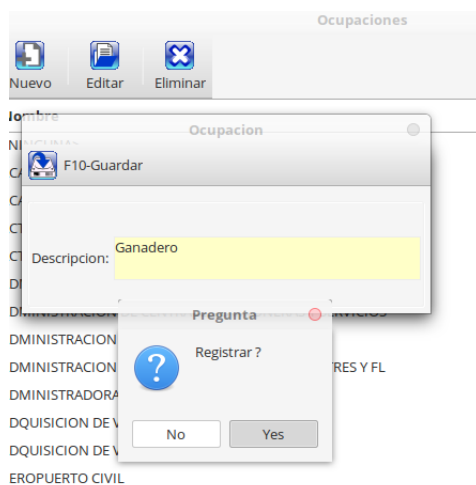 Ocupaciones
Nuevo Editar Eliminar
Ocupacion
F10-Guardar
Descripcion: Ganadero
Pregunta
Registrar ?
No Yes
DMINISTRACION
DMINISTRACION TRES Y FL
DMINISTRADORA
DQUISICION DE
DQUISICION DE
EROPUERTO CIVIL